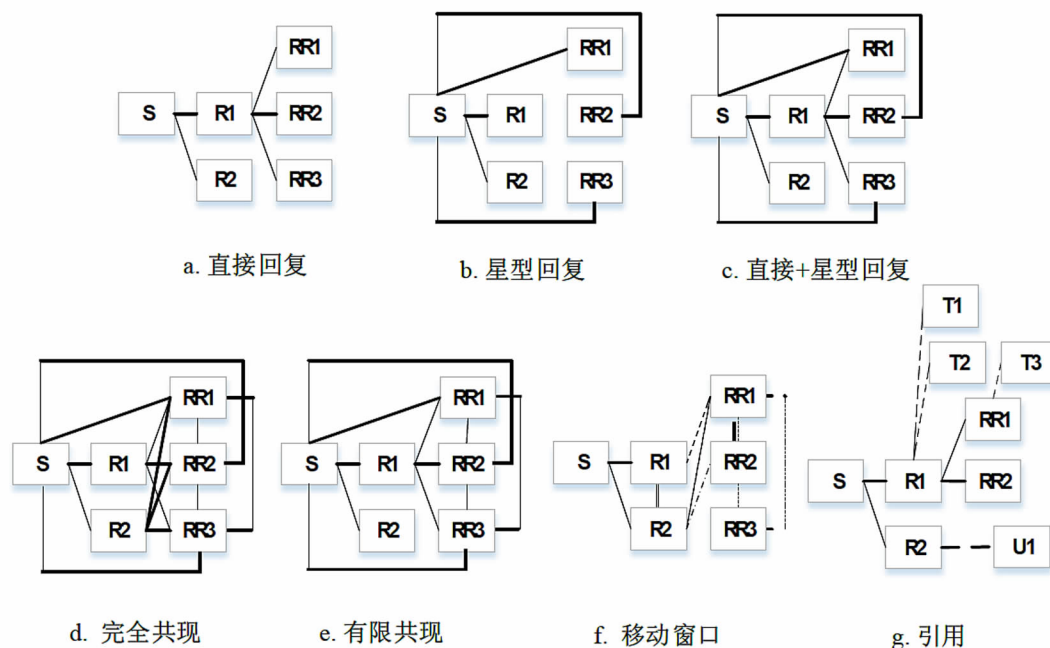 RR1
S
R1
RR2
R2
RR3
a. 直接回复
RR1
S
R1
RR2
R2
RR3
b. 星型回复
RR1
S
R1
RR2
R2
RR3
c. 直接+星型回复
RR1
S
R1
RR2
R2
RR3
d. 完全共现
RR1
S
R1
RR2
R2
RR3
e. 有限共现
RR1
S
R1
RR2
R2
RR3
f. 移动窗口
T1
T2
T3
RR1
S
R1
RR2
R2
U1
g. 引用